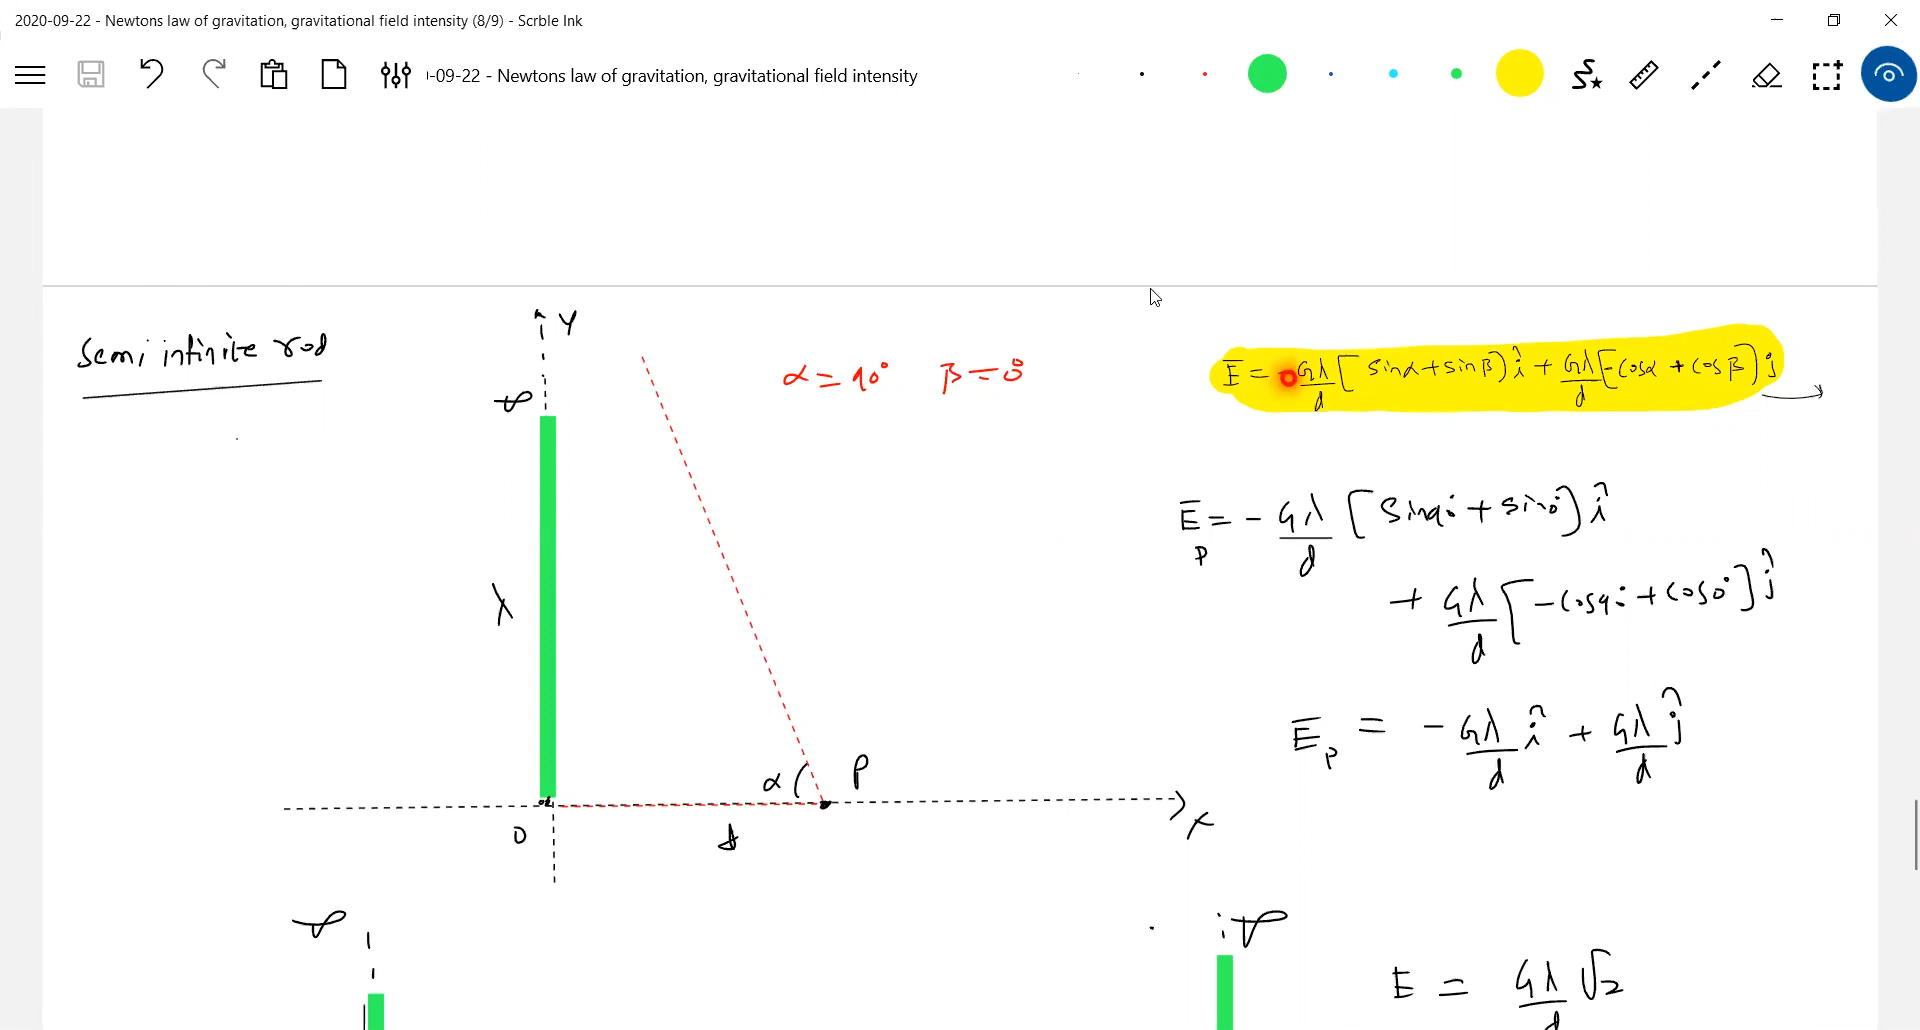 2020-09-22 - Newtons law of gravitation, gravitational field intensity (8/9) - Scrble Ink
-09-22 - Newtons law of gravitation, gravitational field intensity
Semi infinite rod
Y
α = 90° β = 0°
E = - Gλ/d [ sinα + sinβ) î + Gλ/d [-cosα + cosβ] ĵ
∞
E_P = - Gλ/d [ sin90° + sin0°] î
+ Gλ/d [ -cos90° + cos0°] ĵ
λ
E_P = - Gλ/d î + Gλ/d ĵ
α P
O d X
∞ ∞
E = Gλ/d √2